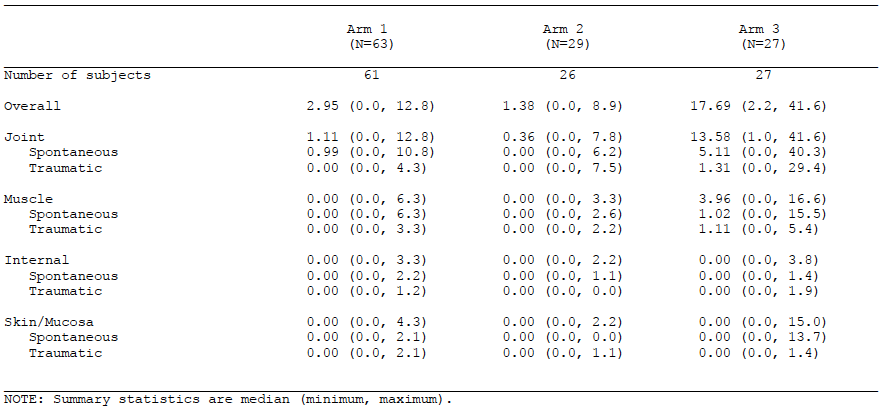 Arm 1 Arm 2 Arm 3
(N=63) (N=29) (N=27)
Number of subjects 61 26 27
Overall 2.95 (0.0, 12.8) 1.38 (0.0, 8.9) 17.69 (2.2, 41.6)
Joint 1.11 (0.0, 12.8) 0.36 (0.0, 7.8) 13.58 (1.0, 41.6)
Spontaneous 0.99 (0.0, 10.8) 0.00 (0.0, 6.2) 5.11 (0.0, 40.3)
Traumatic 0.00 (0.0, 4.3) 0.00 (0.0, 7.5) 1.31 (0.0, 29.4)
Muscle 0.00 (0.0, 6.3) 0.00 (0.0, 3.3) 3.96 (0.0, 16.6)
Spontaneous 0.00 (0.0, 6.3) 0.00 (0.0, 2.6) 1.02 (0.0, 15.5)
Traumatic 0.00 (0.0, 3.3) 0.00 (0.0, 2.2) 1.11 (0.0, 5.4)
Internal 0.00 (0.0, 3.3) 0.00 (0.0, 2.2) 0.00 (0.0, 3.8)
Spontaneous 0.00 (0.0, 2.2) 0.00 (0.0, 1.1) 0.00 (0.0, 1.4)
Traumatic 0.00 (0.0, 1.2) 0.00 (0.0, 0.0) 0.00 (0.0, 1.9)
Skin/Mucosa 0.00 (0.0, 4.3) 0.00 (0.0, 2.2) 0.00 (0.0, 15.0)
Spontaneous 0.00 (0.0, 2.1) 0.00 (0.0, 0.0) 0.00 (0.0, 13.7)
Traumatic 0.00 (0.0, 2.1) 0.00 (0.0, 1.1) 0.00 (0.0, 1.4)
NOTE: Summary statistics are median (minimum, maximum).